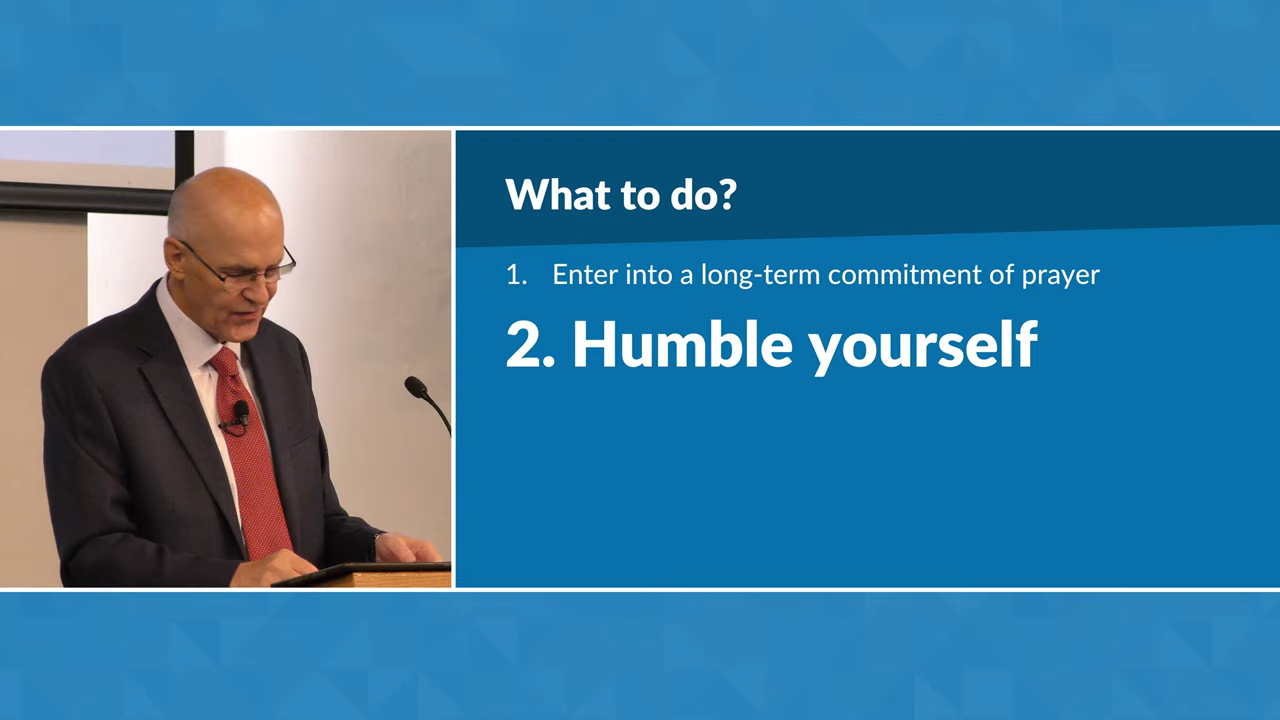 What to do?
1. Enter into a long-term commitment of prayer
2. Humble yourself